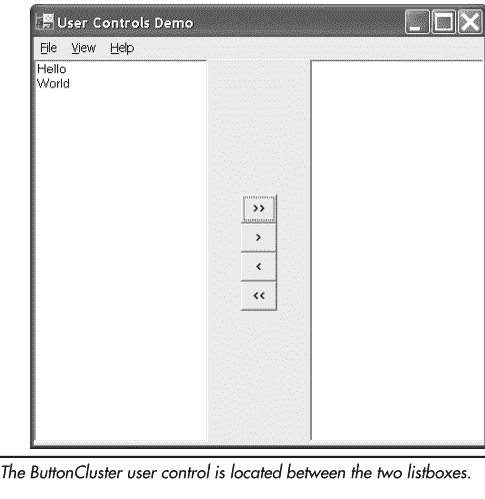 User Controls Demo
File View Help
Hello
World
>>
>
<
<<
The ButtonCluster user control is located between the two listboxes.